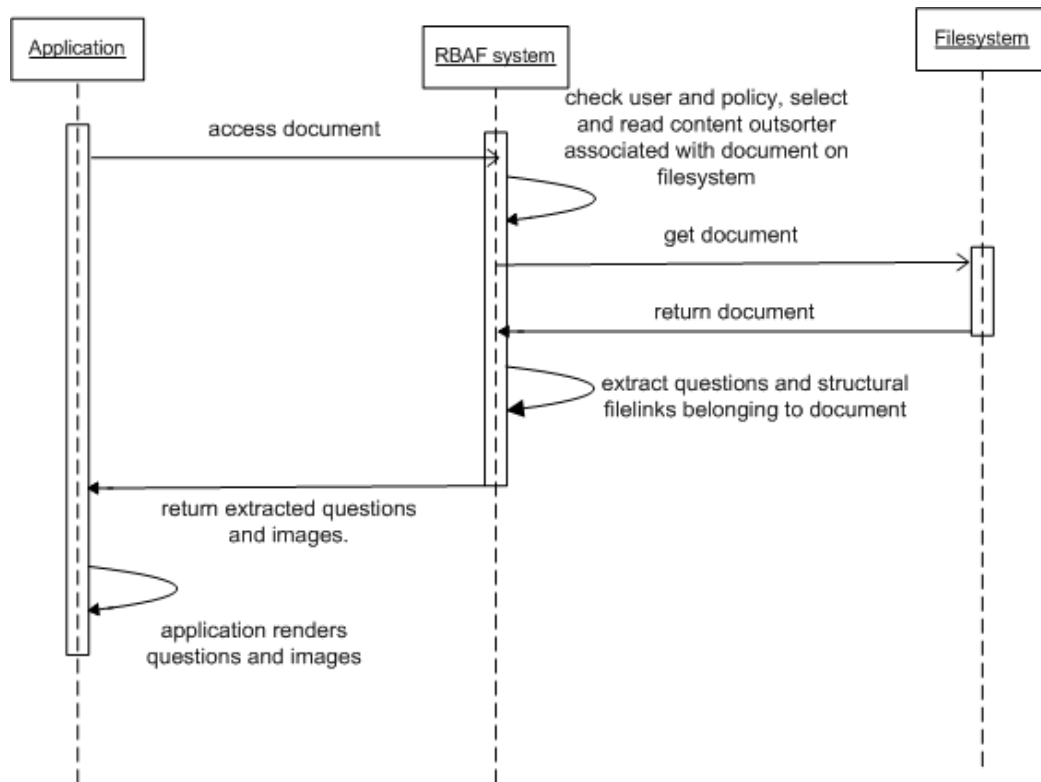 Application
RBAF system
Filesystem
check user and policy, select
and read content outsorter
associated with document on
filesystem
access document
get document
return document
extract questions and structural
filelinks belonging to document
return extracted questions
and images.
application renders
questions and images